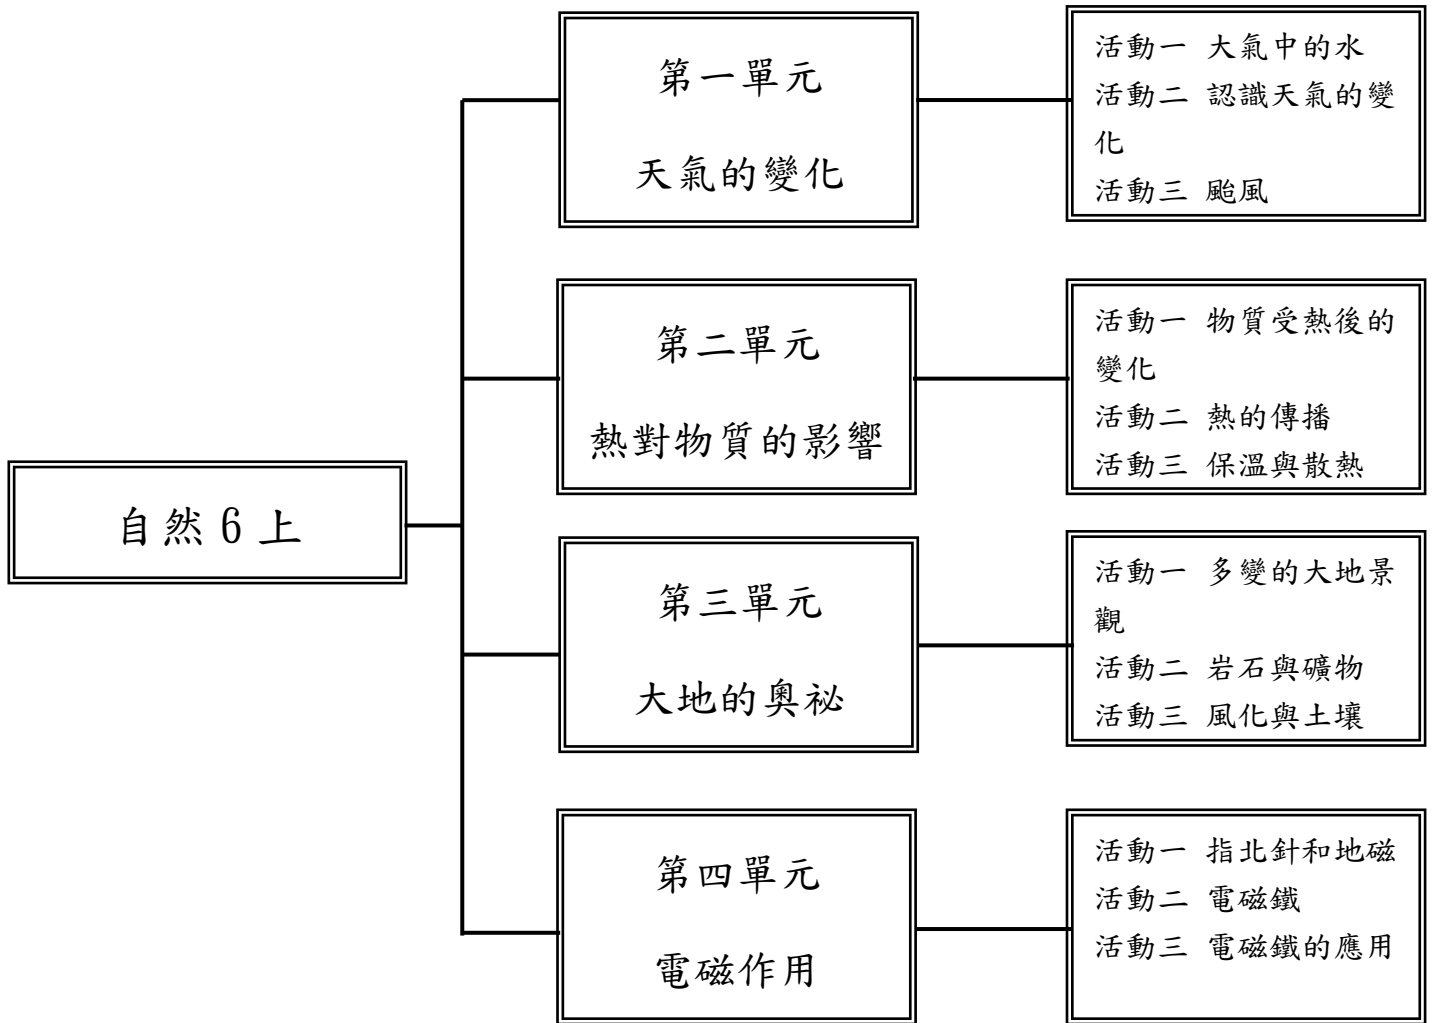 自然 6 上
第一單元
天氣的變化
活動一 大氣中的水
活動二 認識天氣的變
化
活動三 颱風
第二單元
熱對物質的影響
活動一 物質受熱後的
變化
活動二 熱的傳播
活動三 保溫與散熱
第三單元
大地的奧祕
活動一 多變的大地景
觀
活動二 岩石與礦物
活動三 風化與土壤
第四單元
電磁作用
活動一 指北針和地磁
活動二 電磁鐵
活動三 電磁鐵的應用